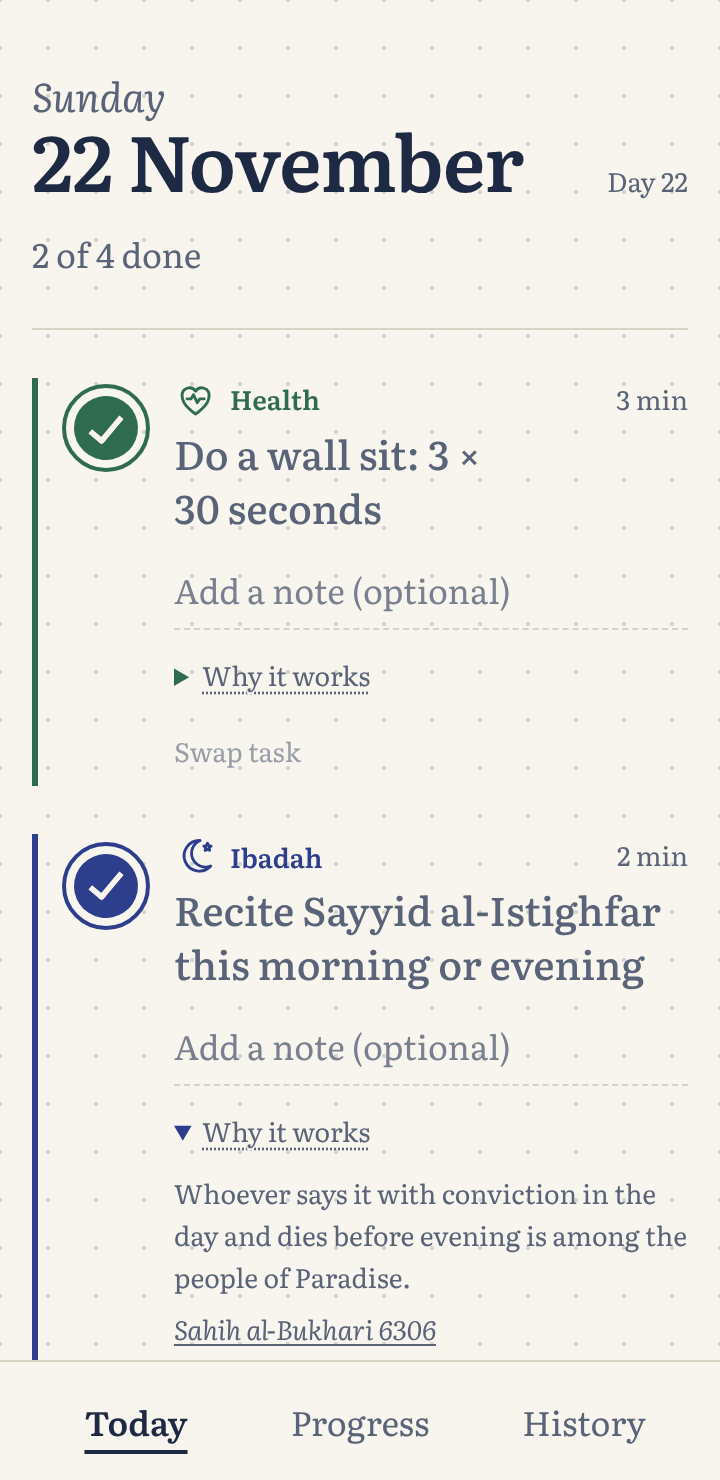 Sunday
22 November
Day 22
2 of 4 done
Health
3 min
Do a wall sit: 3 ×
30 seconds
Add a note (optional)
Why it works
Swap task
Ibadah
2 min
Recite Sayyid al-Istighfar
this morning or evening
Add a note (optional)
Why it works
Whoever says it with conviction in the
day and dies before evening is among the
people of Paradise.
Sahih al-Bukhari 6306
Today
Progress
History